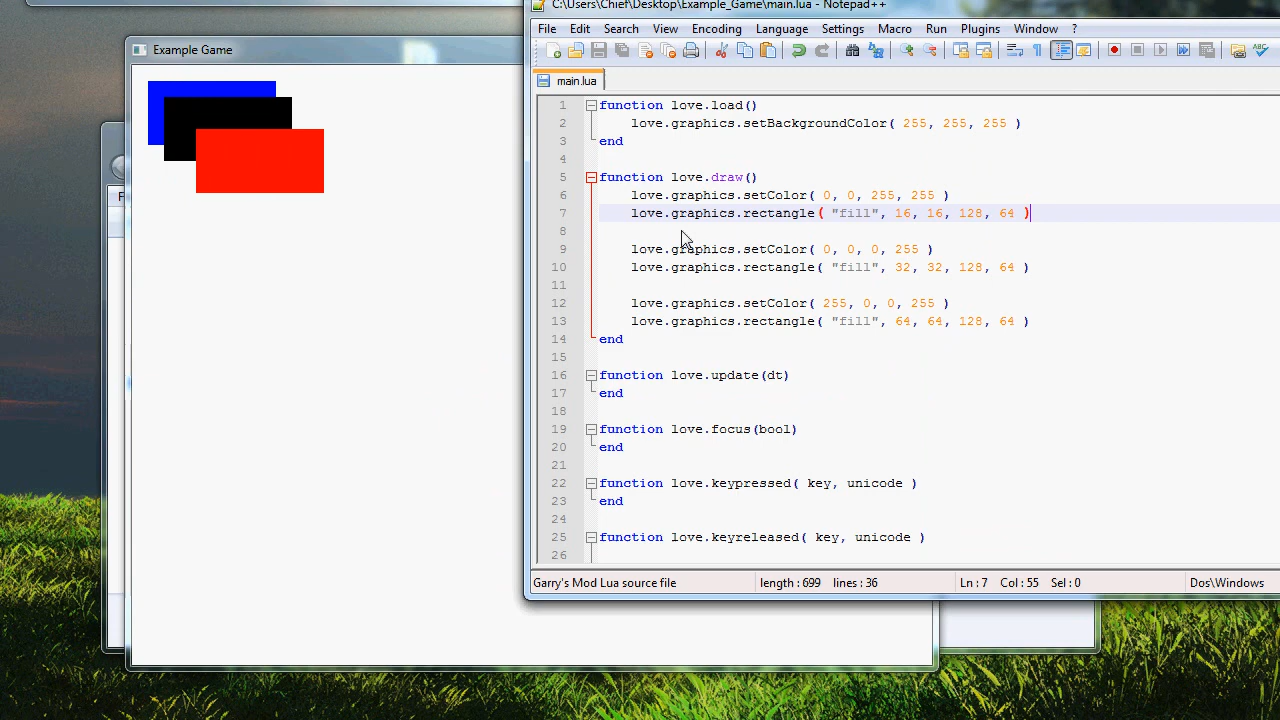 C:\Users\Chief\Desktop\Example_Game\main.lua - Notepad++
File Edit Search View Encoding Language Settings Macro Run Plugins Window ?
Example Game
main.lua
1 function love.load()
2 love.graphics.setBackgroundColor( 255, 255, 255 )
3 end
4
5 function love.draw()
6 love.graphics.setColor( 0, 0, 255, 255 )
7 love.graphics.rectangle( "fill", 16, 16, 128, 64 )
8
9 love.graphics.setColor( 0, 0, 0, 255 )
10 love.graphics.rectangle( "fill", 32, 32, 128, 64 )
11
12 love.graphics.setColor( 255, 0, 0, 255 )
13 love.graphics.rectangle( "fill", 64, 64, 128, 64 )
14 end
15
16 function love.update(dt)
17 end
18
19 function love.focus(bool)
20 end
21
22 function love.keypressed( key, unicode )
23 end
24
25 function love.keyreleased( key, unicode )
26
Garry's Mod Lua source file length : 699 lines : 36 Ln : 7 Col : 55 Sel : 0 Dos\Windows